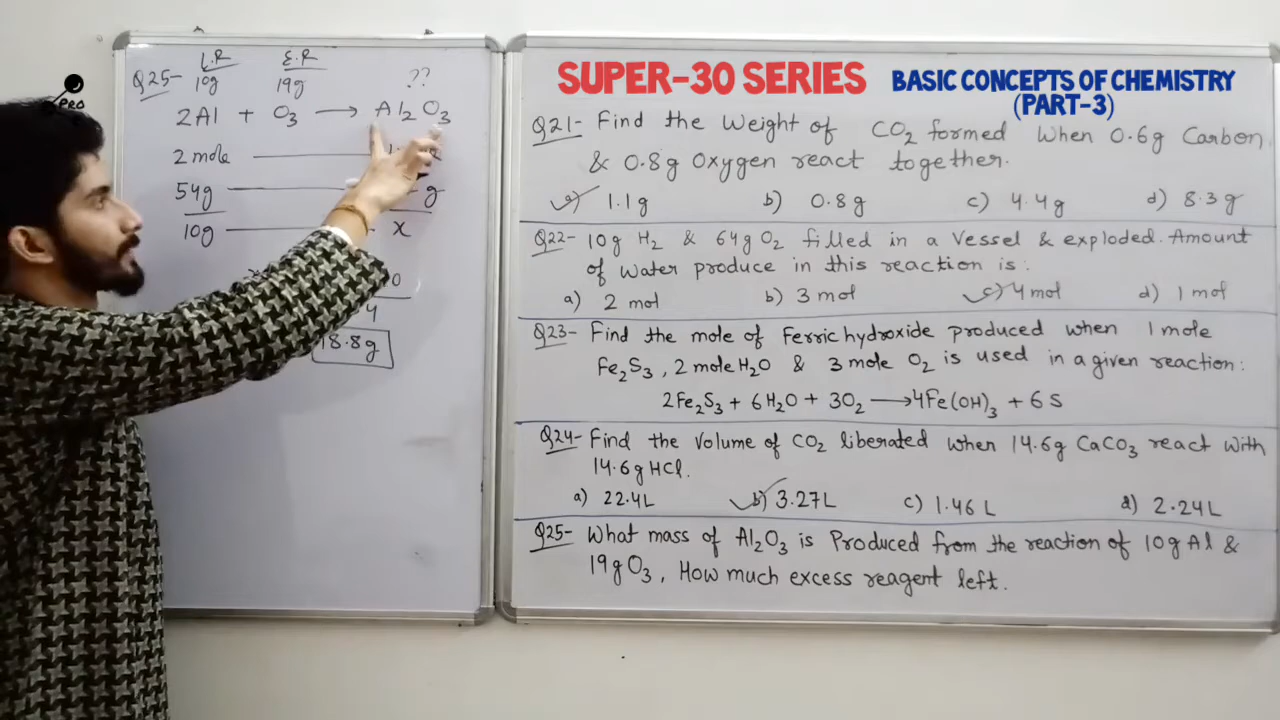 L.R E.R
Q25- 10g 19g ??
2Al + O3 ⟶ Al2O3
2 mole
54g g
10g x
4
18.8g
PRO
SUPER-30 SERIES BASIC CONCEPTS OF CHEMISTRY
(PART-3)
Q21- Find the Weight of CO2 formed When 0.6g Carbon
& 0.8g Oxygen react together.
a) 1.1g b) 0.8g c) 4.4g d) 8.3g
Q22- 10g H2 & 64gO2 filled in a Vessel & exploded. Amount
of Water produce in this reaction is:
a) 2 mol b) 3 mol c) 4 mol d) 1 mol
Q23- Find the mole of Ferric hydroxide produced when 1 mole
Fe2S3, 2 mole H2O & 3 mole O2 is used in a given reaction:
2Fe2S3 + 6H2O + 3O2 ⟶ 4Fe(OH)3 + 6S
Q24- Find the Volume of CO2 liberated when 14.6g CaCO3 react with
14.6g HCl.
a) 22.4L b) 3.27L c) 1.46L d) 2.24L
Q25- What mass of Al2O3 is Produced from the reaction of 10g Al &
19g O3, How much excess reagent left.